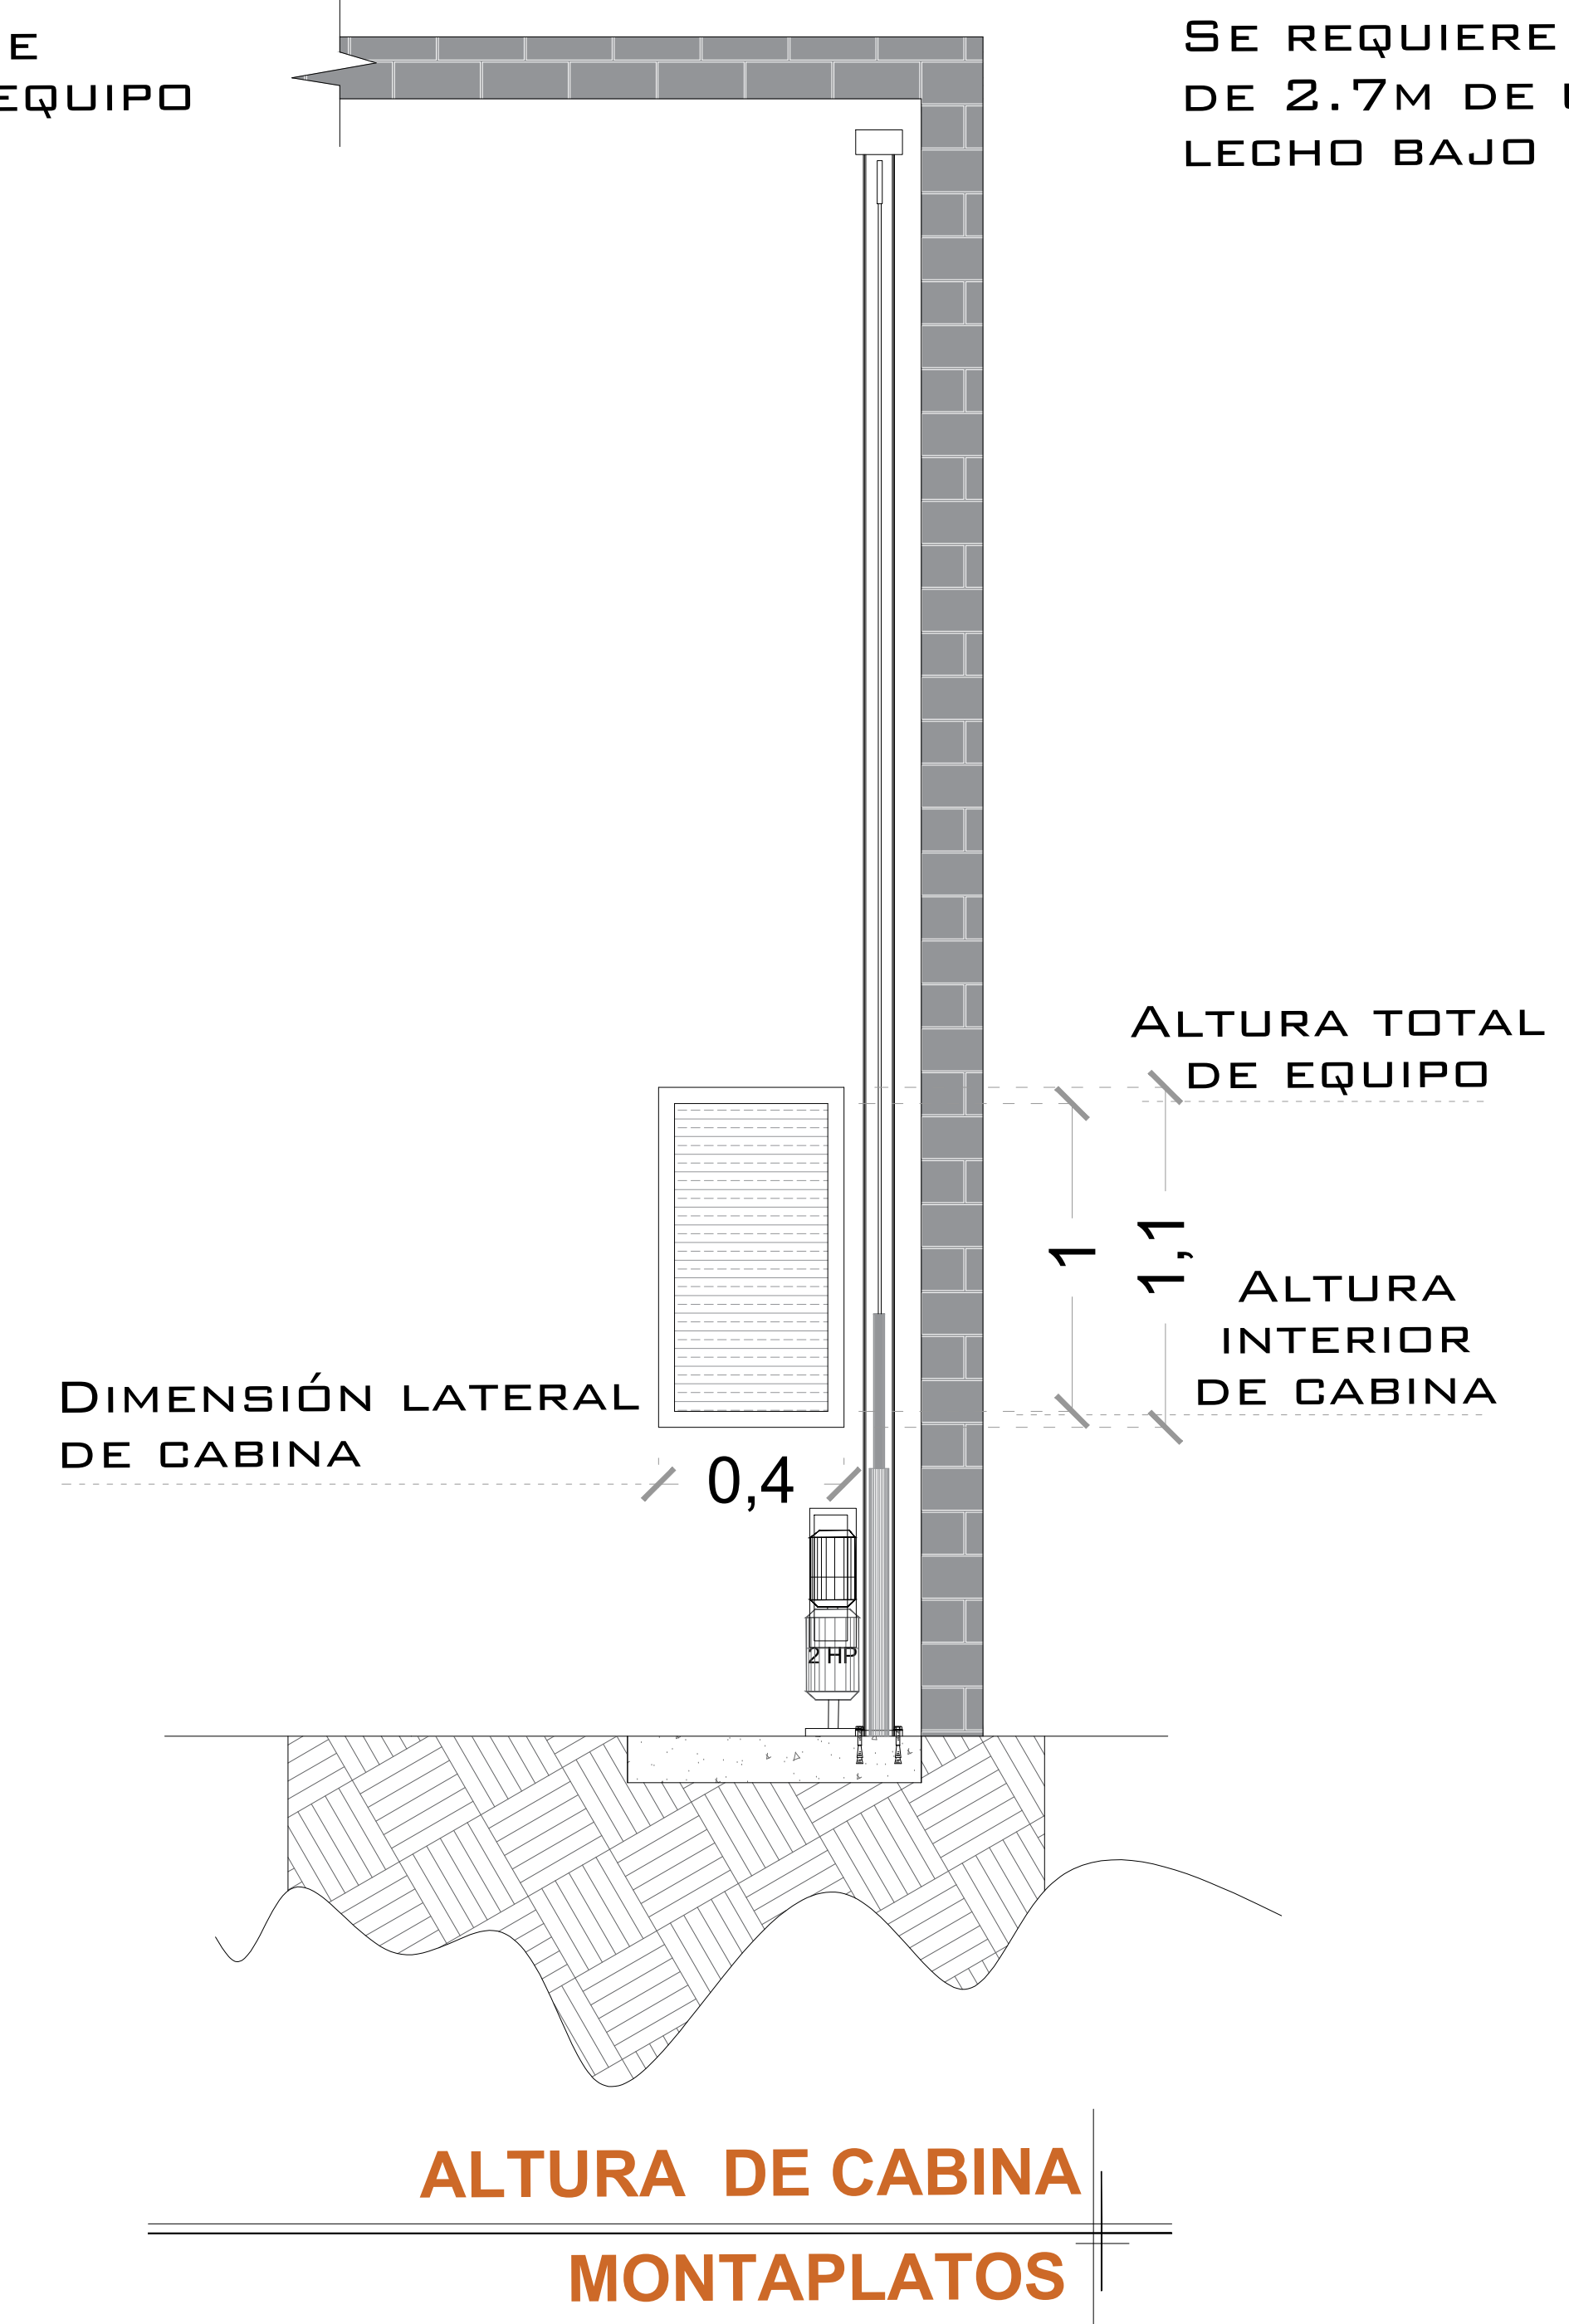 E
EQUIPO
SE REQUIERE
DE 2.7M DE
LECHO BAJO
ALTURA TOTAL
DE EQUIPO
1
1,1
ALTURA
INTERIOR
DE CABINA
DIMENSIÓN LATERAL
DE CABINA
0,4
2 HP
ALTURA DE CABINA
MONTAPLATOS